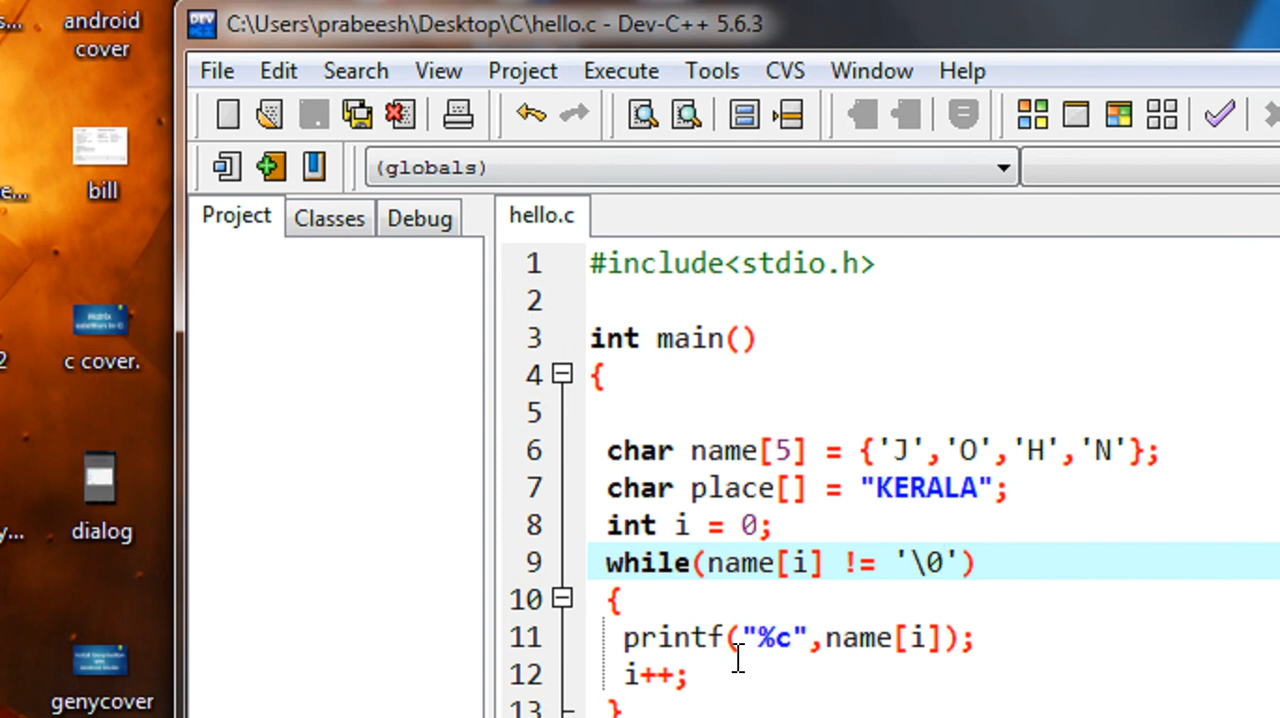 s...
android
cover
C:\Users\prabeesh\Desktop\C\hello.c - Dev-C++ 5.6.3
File Edit Search View Project Execute Tools CVS Window Help
(globals)
Project Classes Debug
hello.c
bill
e...
c cover.
2
dialog
y...
genycover
1 #include<stdio.h>
2
3 int main()
4 {
5
6 char name[5] = {'J','O','H','N'};
7 char place[] = "KERALA";
8 int i = 0;
9 while(name[i] != '\0')
10 {
11 printf("%c",name[i]);
12 i++;
13 }